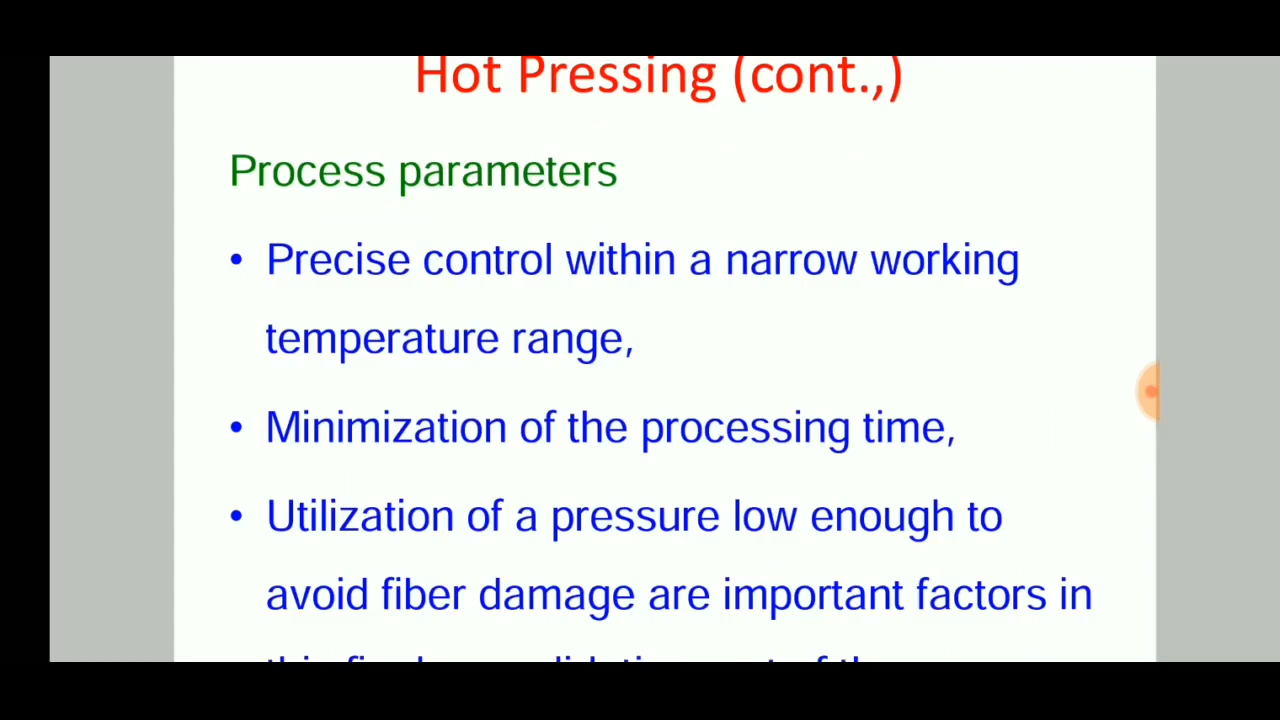 Hot Pressing (cont.,)
Process parameters
• Precise control within a narrow working
temperature range,
• Minimization of the processing time,
• Utilization of a pressure low enough to
avoid fiber damage are important factors in